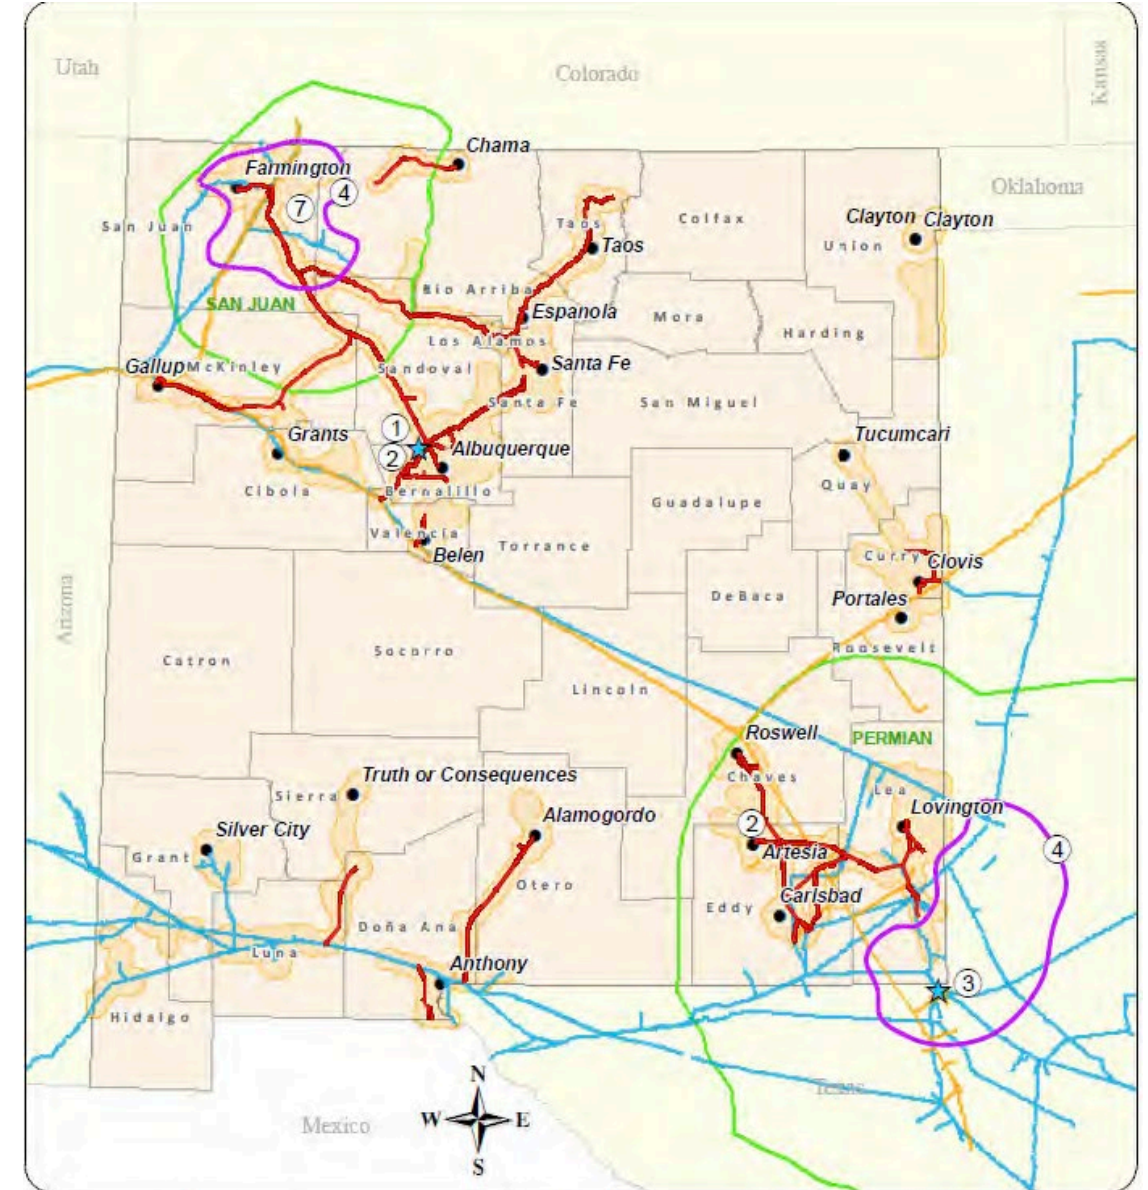 Utah
Colorado
Kansas
Chama
Farmington
Oklahoma
4
7
Clayton Clayton
San Juan
Taos
Colfax
Union
Taos
SAN JUAN
Rio Arriba
Espanola
Mora
Harding
Los Alamos
Gallup
McKinley
Sandoval
Santa Fe
Santa Fe
San Miguel
1
Grants
Tucumcari
2
Albuquerque
Cibola
Bernalillo
Quay
Guadalupe
Valencia
Belen
Torrance
Curry
Clovis
Arizona
DeBaca
Portales
Catron
Socorro
Roosevelt
Lincoln
Roswell
PERMIAN
Truth or Consequences
Chaves
Sierra
Lea
Lovington
Silver City
Alamogordo
2
4
Grant
Artesia
Otero
Carlsbad
Eddy
Doña Ana
Luna
Anthony
3
Hidalgo
Texas
N
W E
S
Mexico